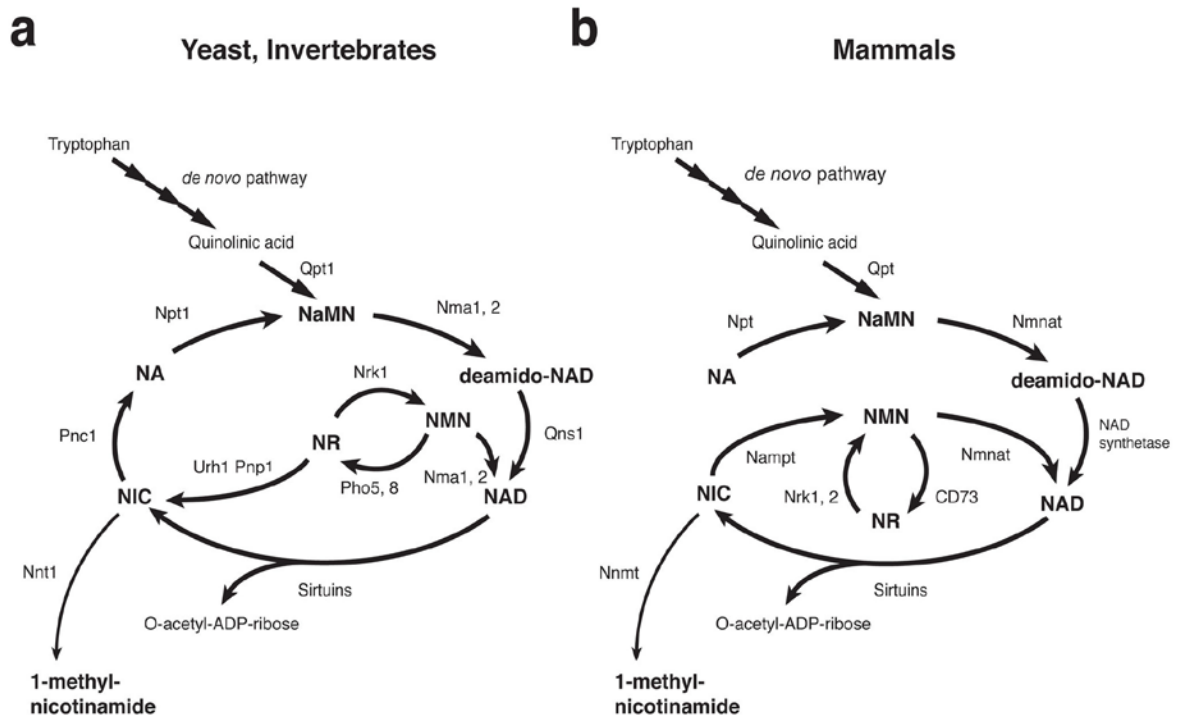 a
Yeast, Invertebrates
Tryptophan
de novo pathway
Quinolinic acid
Qpt1
Npt1
NaMN
Nma1, 2
NA
Nrk1
deamido-NAD
NMN
Pnc1
NR
Qns1
Urh1 Pnp1
Pho5, 8
Nma1, 2
NIC
NAD
Nnt1
Sirtuins
O-acetyl-ADP-ribose
1-methyl-
nicotinamide
b
Mammals
Tryptophan
de novo pathway
Quinolinic acid
Qpt
Npt
NaMN
Nmnat
NA
deamido-NAD
NMN
NAD
synthetase
Nampt
Nmnat
NIC
Nrk1, 2
CD73
NAD
NR
Nnmt
Sirtuins
O-acetyl-ADP-ribose
1-methyl-
nicotinamide